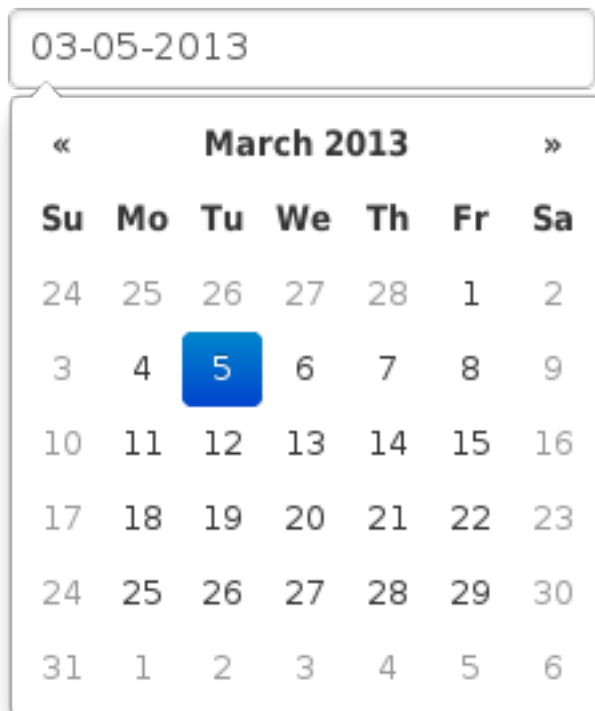 03-05-2013
« March 2013 »
Su Mo Tu We Th Fr Sa
24 25 26 27 28 1 2
3 4 5 6 7 8 9
10 11 12 13 14 15 16
17 18 19 20 21 22 23
24 25 26 27 28 29 30
31 1 2 3 4 5 6